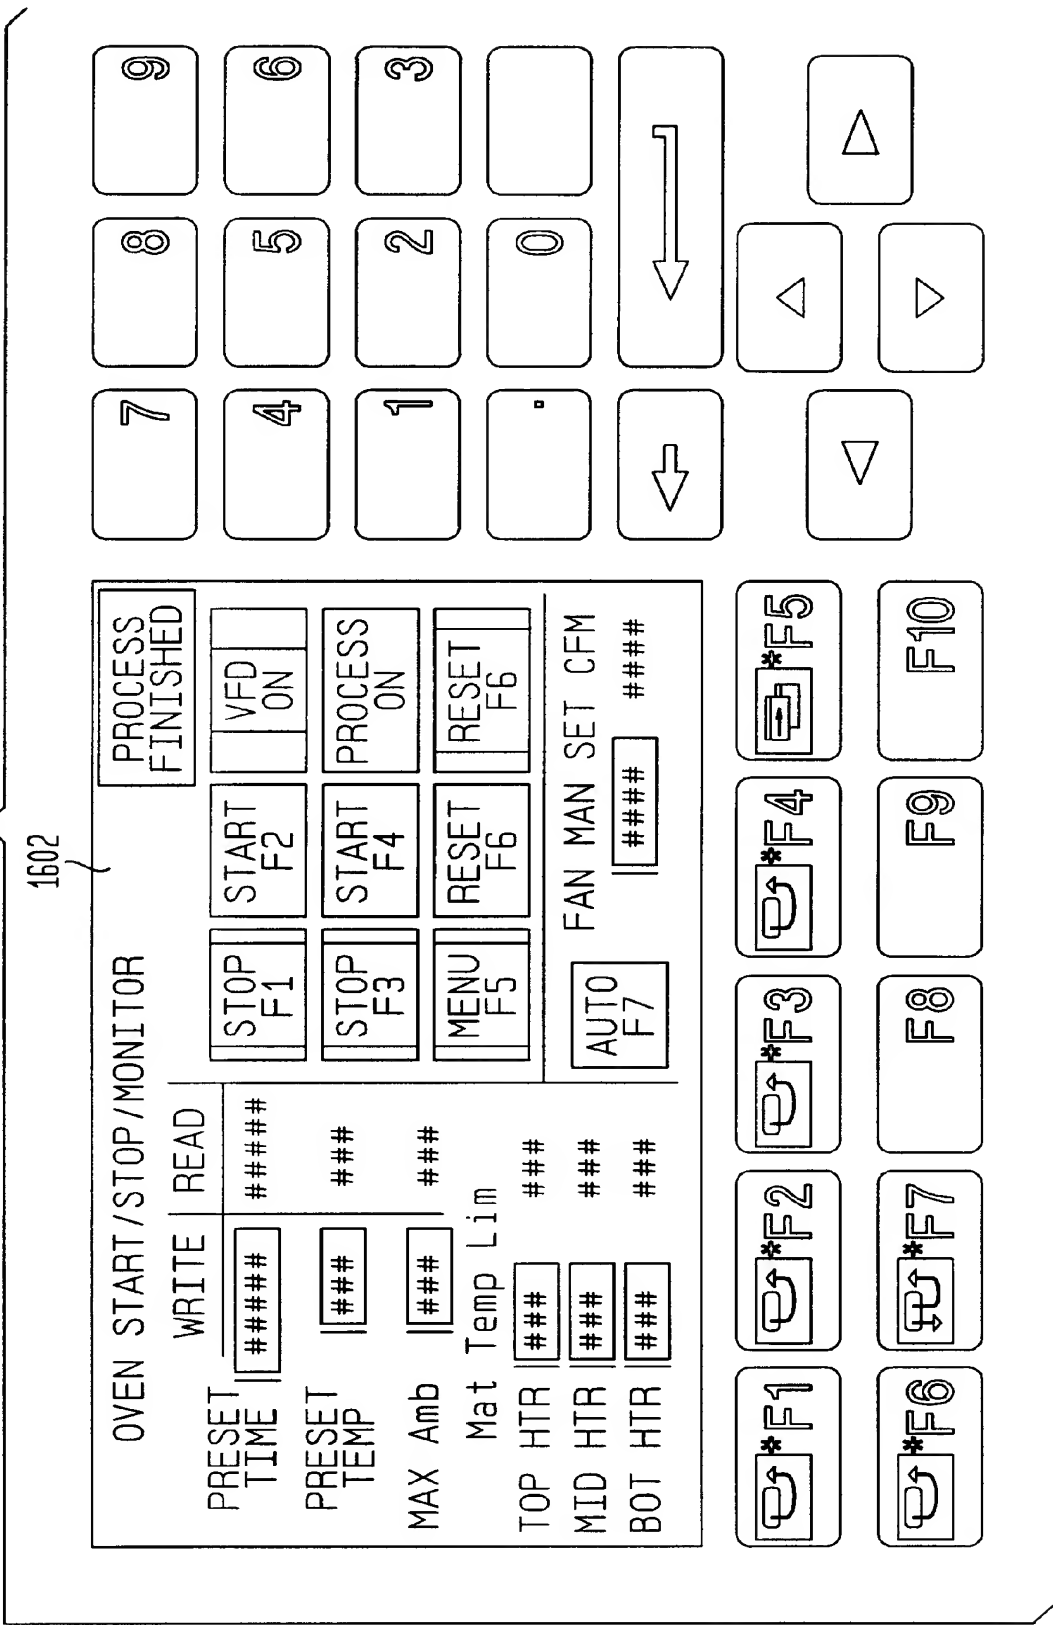 1602
OVEN START/STOP/MONITOR
PROCESS
FINISHED
WRITE READ
PRESET
TIME
##### #####
PRESET
TEMP
### ###
MAX Amb ### ###
Mat Temp Lim
TOP HTR ### ###
MID HTR ### ###
BOT HTR ### ###
STOP
F1
START
F2
VFD
ON
STOP
F3
START
F4
PROCESS
ON
MENU
F5
RESET
F6
RESET
F6
AUTO
F7
FAN MAN SET CFM
#### ####
7 8 9
4 5 6
1 2 3
. 0
*F1 *F2 *F3 *F4 *F5
*F6 *F7 F8 F9 F10